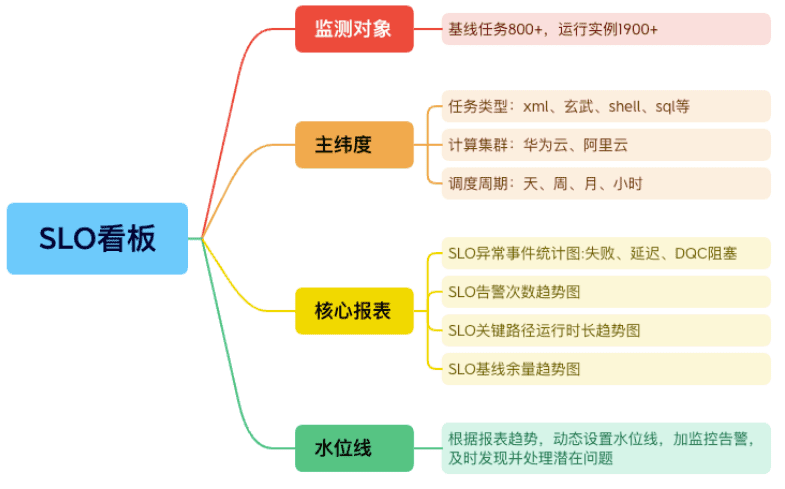 SLO看板
监测对象
基线任务800+，运行实例1900+
主纬度
任务类型：xml、玄武、shell、sql等
计算集群：华为云、阿里云
调度周期：天、周、月、小时
核心报表
SLO异常事件统计图:失败、延迟、DQC阻塞
SLO告警次数趋势图
SLO关键路径运行时长趋势图
SLO基线余量趋势图
水位线
根据报表趋势，动态设置水位线，加监控告警，
及时发现并处理潜在问题